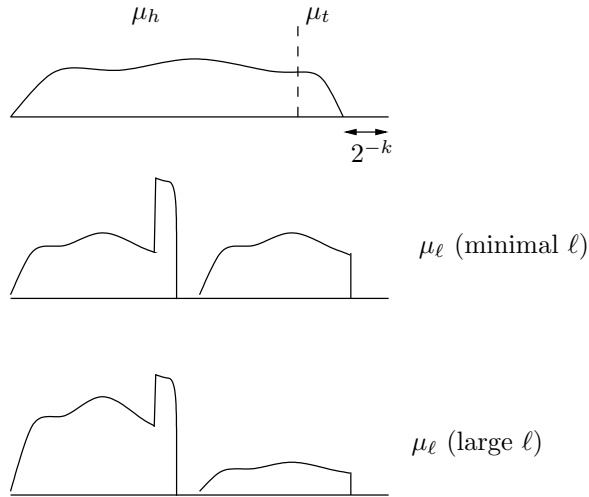 μ_h μ_t
2^{-k}
μ_ℓ (minimal ℓ)
μ_ℓ (large ℓ)